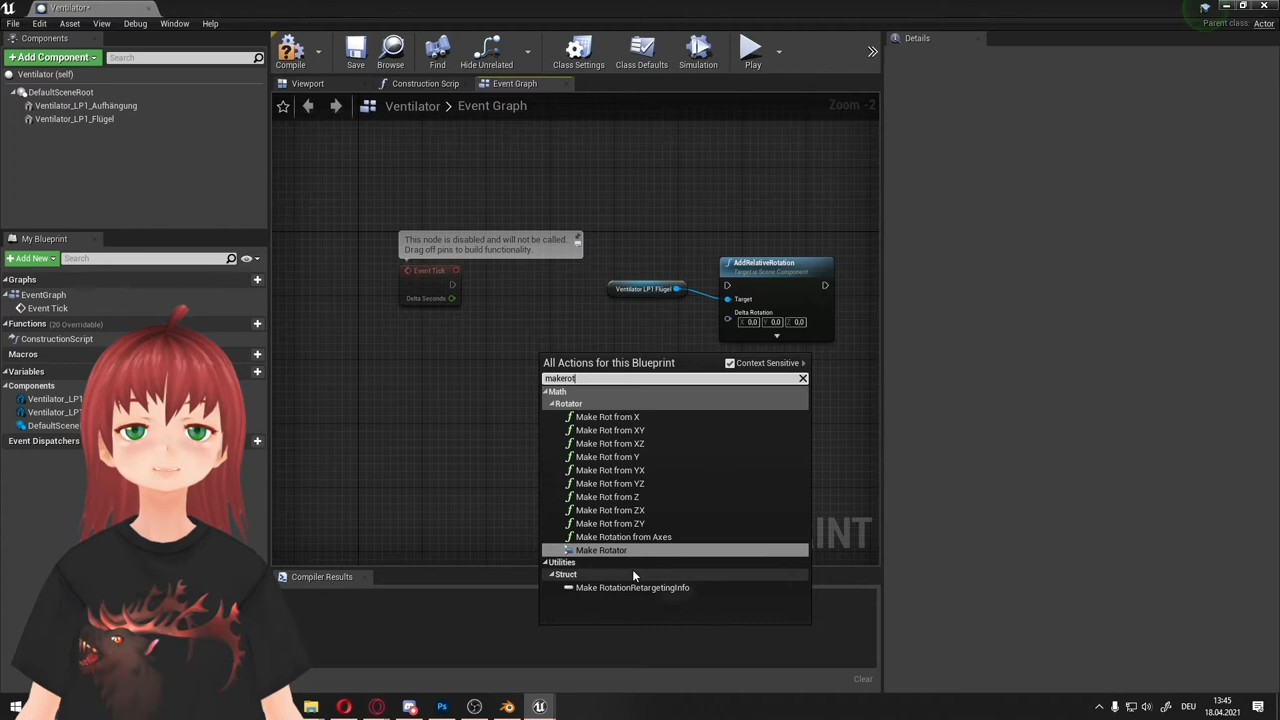 Ventilator*
File Edit Asset View Debug Window Help
Parent class: Actor
Components
Details
+Add Component
Search
Compile
Save
Browse
Find
Hide Unrelated
Class Settings
Class Defaults
Simulation
Play
Ventilator (self)
Viewport
Construction Scrip
Event Graph
DefaultSceneRoot
Ventilator_LP1_Aufhängung
Ventilator_LP1_Flügel
Ventilator > Event Graph
Zoom -2
My Blueprint
+Add New
Search
Graphs
EventGraph
Event Tick
Functions (20 Overridable)
ConstructionScript
Macros
Variables
Components
Ventilator_LP1
Ventilator_LP1
DefaultScene
Event Dispatchers
This node is disabled and will not be called.
Drag off pins to build functionality.
Event Tick
Delta Seconds
Ventilator LP1 Flügel
AddRelativeRotation
Target is Scene Component
Target
Delta Rotation
X 0,0 Y 0,0 Z 0,0
All Actions for this Blueprint
Context Sensitive
makerot
Math
Rotator
Make Rot from X
Make Rot from XY
Make Rot from XZ
Make Rot from Y
Make Rot from YX
Make Rot from YZ
Make Rot from Z
Make Rot from ZX
Make Rot from ZY
Make Rotation from Axes
Make Rotator
Utilities
Struct
Make RotationRetargetingInfo
Compiler Results
Clear
DEU
13:45
18.04.2021